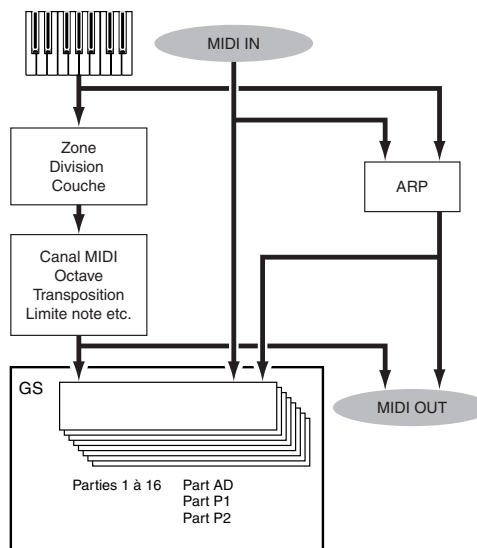 MIDI IN
Zone
Division
Couche
ARP
Canal MIDI
Octave
Transposition
Limite note etc.
GS
MIDI OUT
Parties 1 à 16
Part AD
Part P1
Part P2